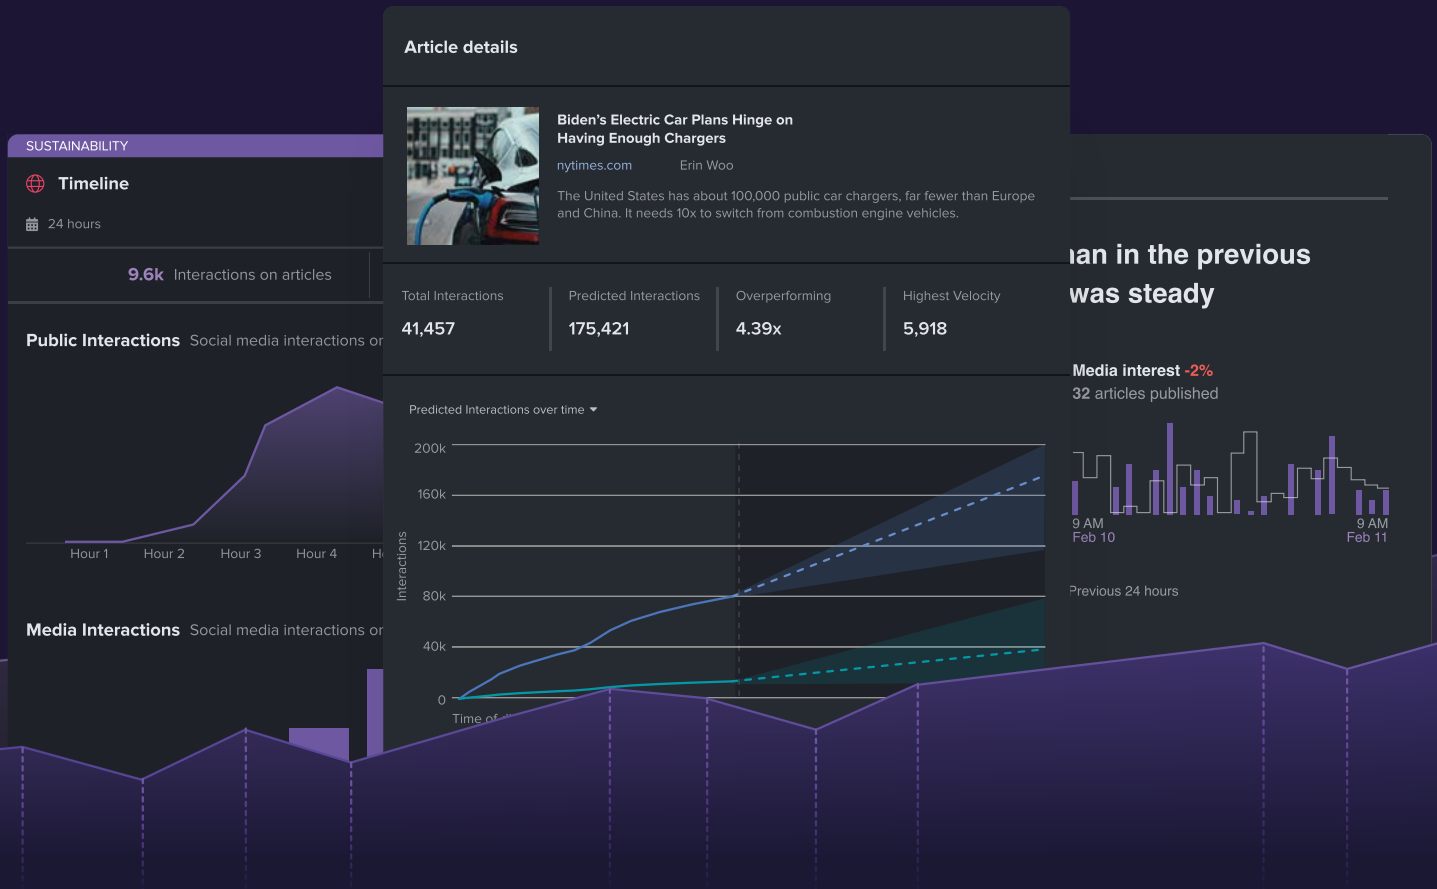 Article details
Biden's Electric Car Plans Hinge on
Having Enough Chargers
nytimes.com Erin Woo
The United States has about 100,000 public car chargers, far fewer than Europe
and China. It needs 10x to switch from combustion engine vehicles.
Total Interactions
41,457
Predicted Interactions
175,421
Overperforming
4.39x
Highest Velocity
5,918
Predicted Interactions over time
200k
160k
120k
80k
40k
0
Interactions
Time of
SUSTAINABILITY
Timeline
24 hours
9.6k Interactions on articles
Public Interactions Social media interactions
Hour 1 Hour 2 Hour 3 Hour 4
Media Interactions Social media interactions
in the previous
was steady
Media interest -2%
32 articles published
9 AM
Feb 10
9 AM
Feb 11
Previous 24 hours